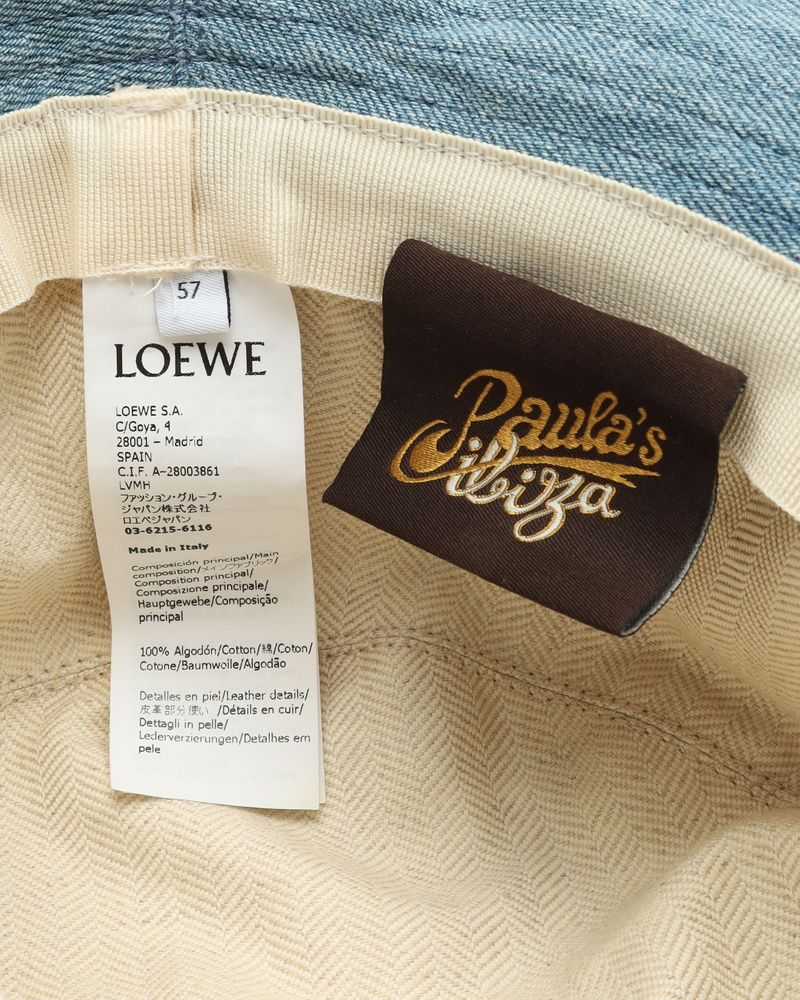 57
LOEWE
LOEWE S.A.
C/Goya, 4
28001 – Madrid
SPAIN
C.I.F. A-28003861
LVMH
ファッション・グループ・
ジャパン株式会社
ロエベジャパン
03-6215-6116
Made in Italy
Composición principal/Main
composition/メインファブリック/
Composition principal/
Composizione principale/
Hauptgewebe/Composição
principal
100% Algodón/Cotton/綿/Coton/
Cotone/Baumwolle/Algodão
Detalles en piel/Leather details/
皮革部分使い /Détails en cuir/
Dettagli in pelle/
Lederverzierungen/Detalhes em
pele
Paula's
ibiza